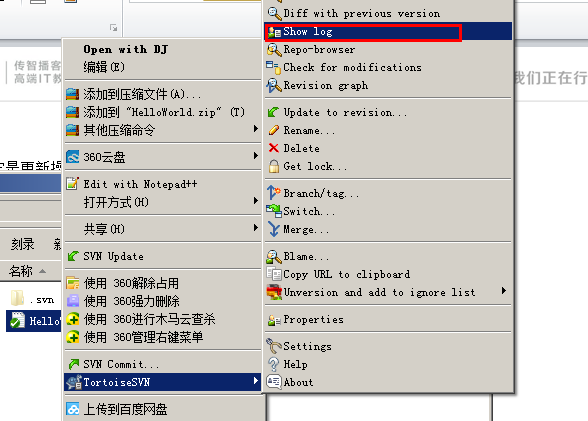 Diff with previous version
Show log
Repo-browser
Check for modifications
Revision graph
Update to revision...
Rename...
Delete
Get lock...
Branch/tag...
Switch...
Merge...
Blame...
Copy URL to clipboard
Unversion and add to ignore list
Properties
Settings
Help
About
Open with DJ
编辑(E)
添加到压缩文件(A)...
添加到 "HelloWorld.zip" (T)
其他压缩命令
360云盘
Edit with Notepad++
打开方式(H)
共享(H)
SVN Update
使用 360解除占用
使用 360强力删除
使用 360进行木马云查杀
使用 360管理右键菜单
SVN Commit...
TortoiseSVN
上传到百度网盘
传智播客
高端IT教
我们正在行
是更新操
刻录
新
名称
.svn
Hello